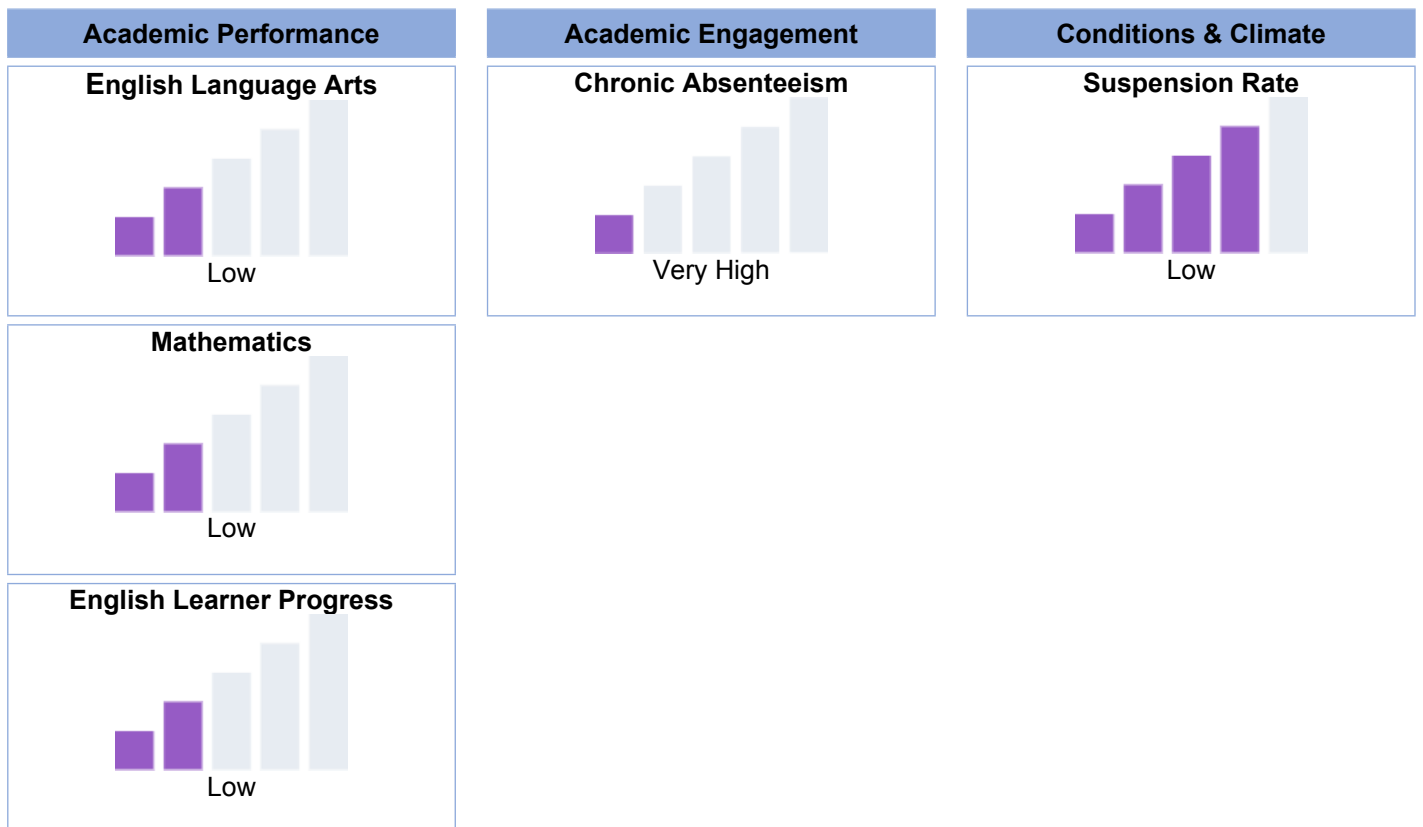 Academic Performance
English Language Arts
Low
Mathematics
Low
English Learner Progress
Low
Academic Engagement
Chronic Absenteeism
Very High
Conditions & Climate
Suspension Rate
Low